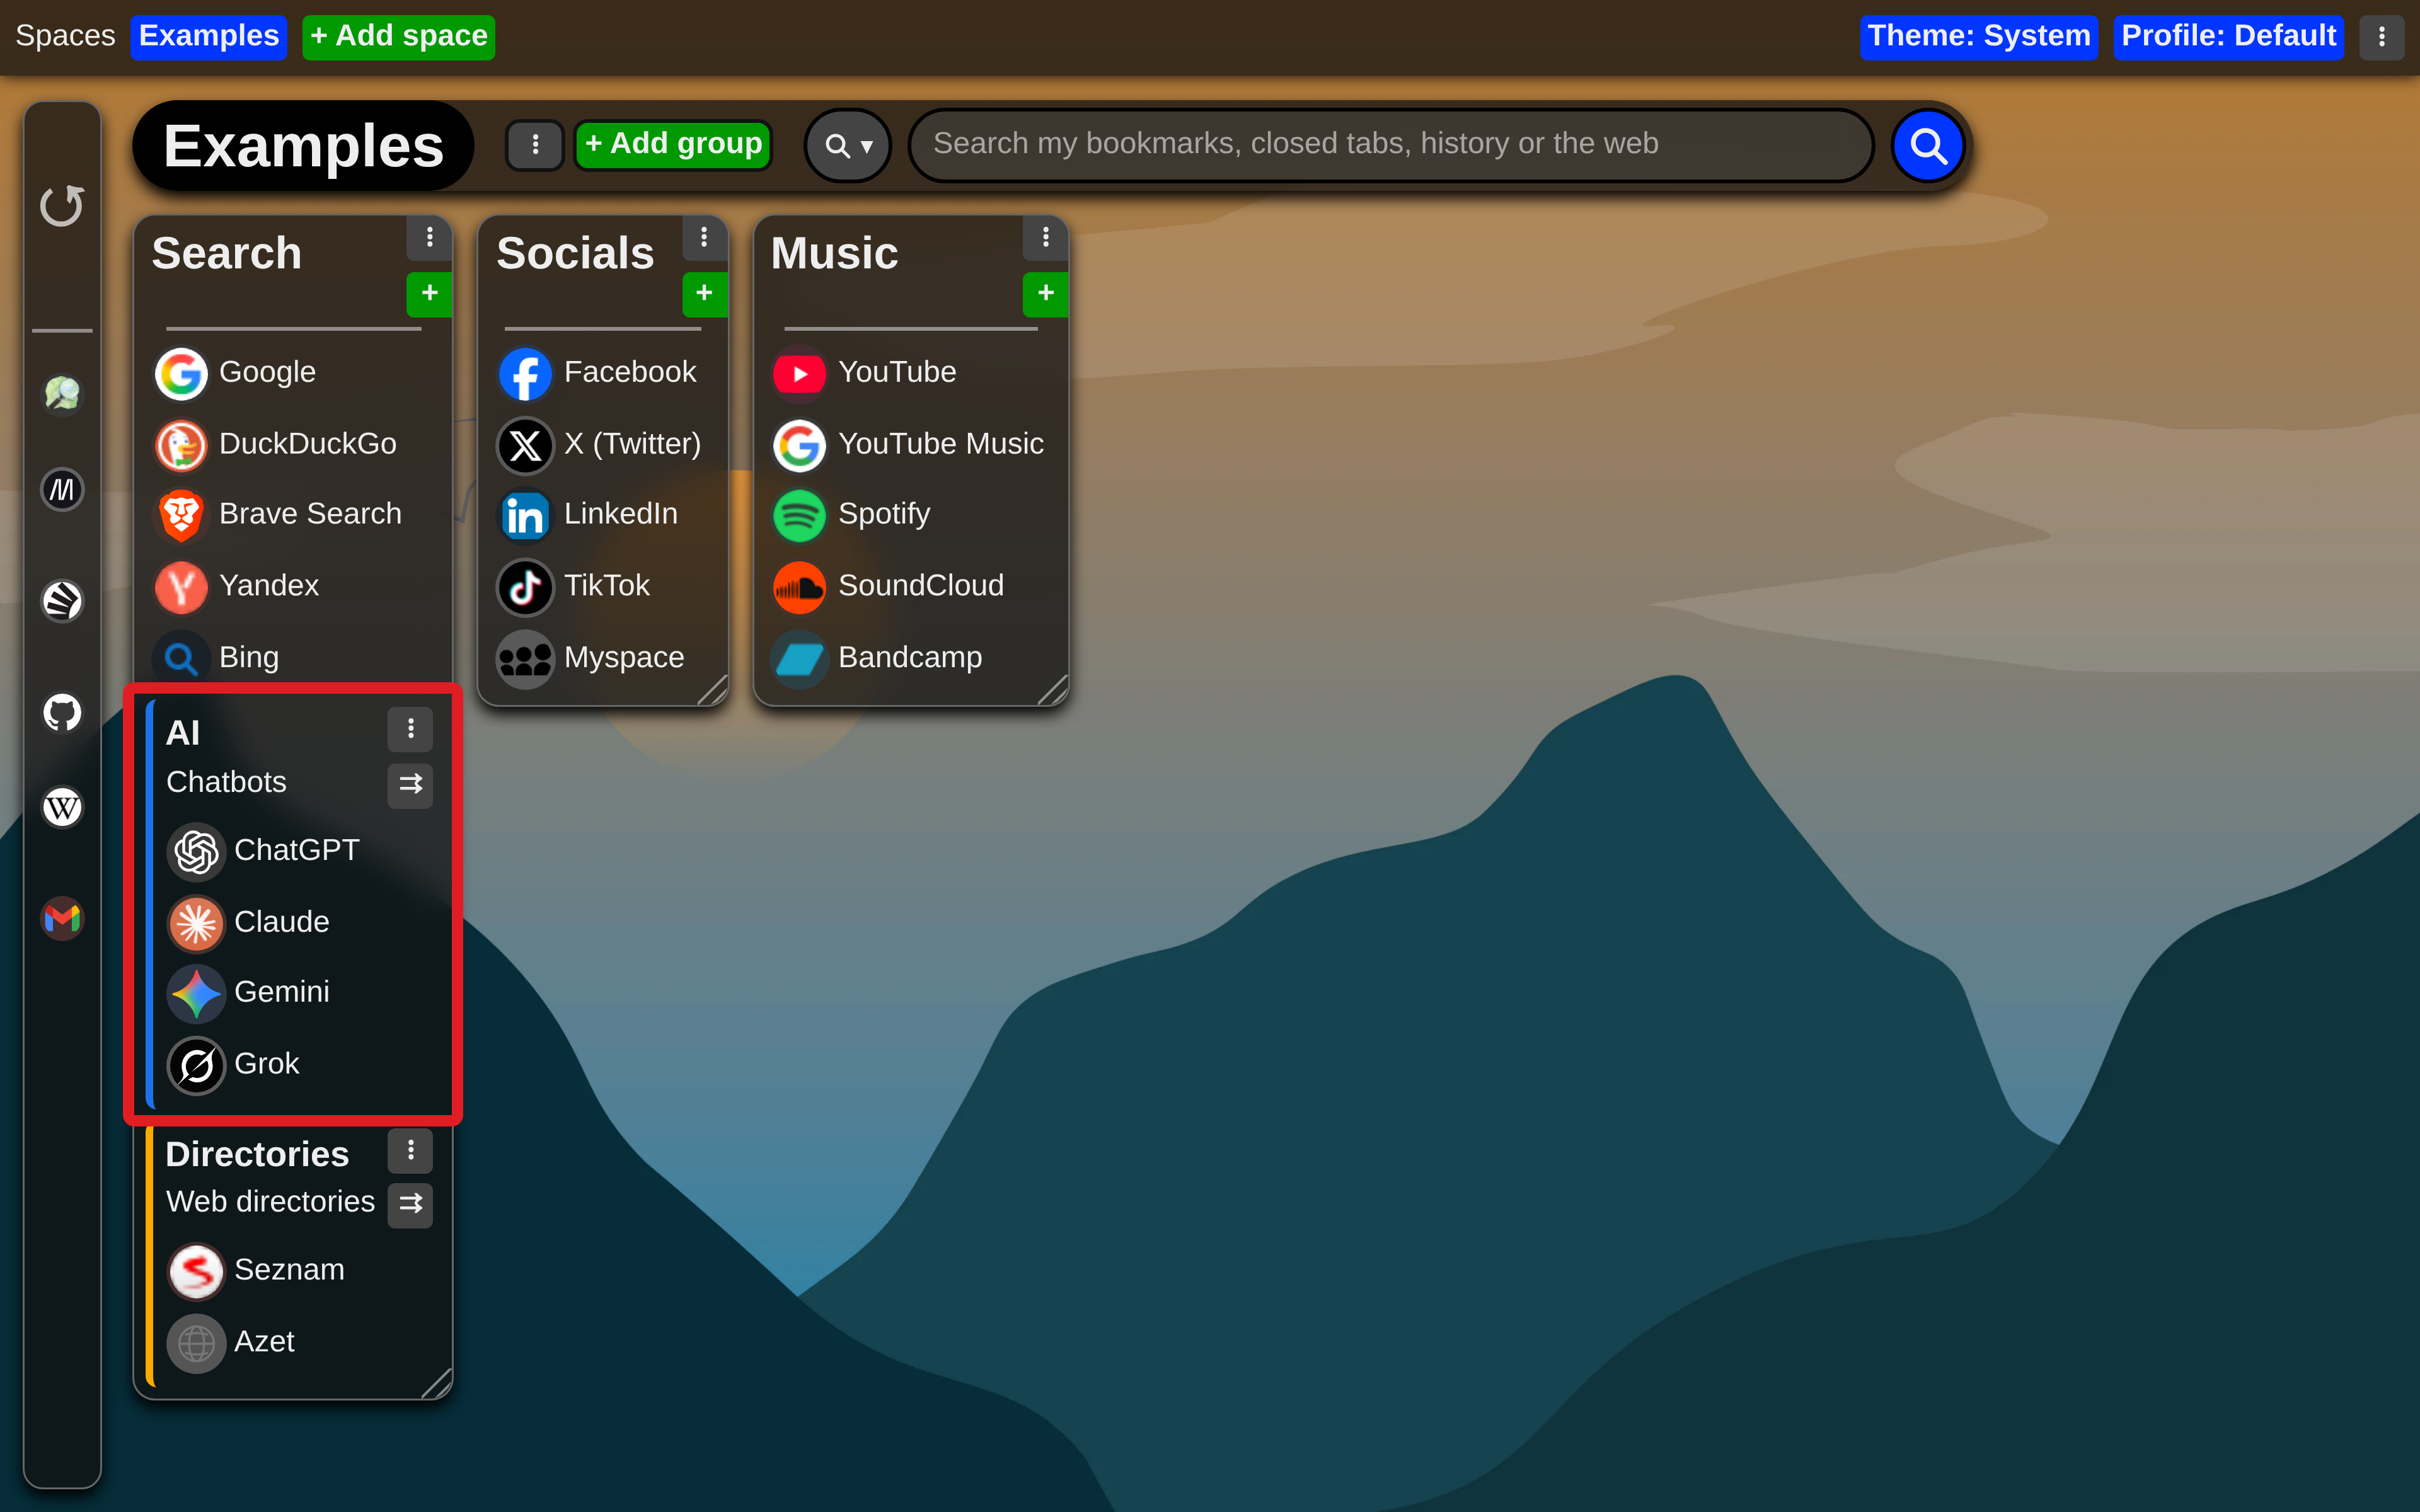 Spaces Examples + Add space Theme: System Profile: Default
Examples + Add group Search my bookmarks, closed tabs, history or the web
Search
+
Google
DuckDuckGo
Brave Search
Yandex
Bing
AI
Chatbots
ChatGPT
Claude
Gemini
Grok
Directories
Web directories
Seznam
Azet
Socials
+
Facebook
X (Twitter)
LinkedIn
TikTok
Myspace
Music
+
YouTube
YouTube Music
Spotify
SoundCloud
Bandcamp